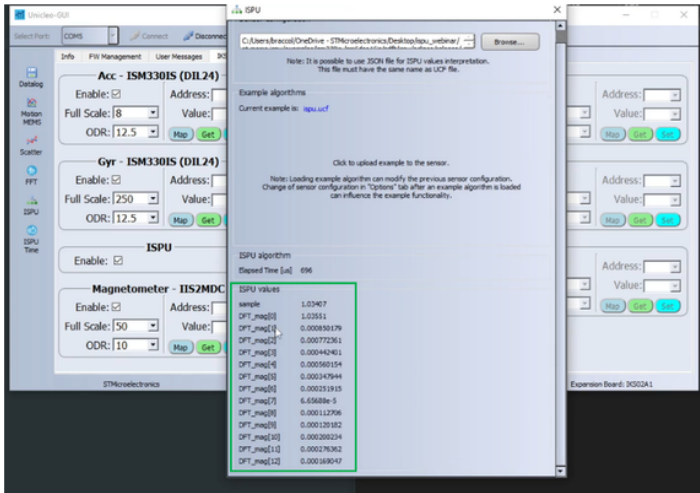 Unicleo-GUI
Select Port:
COM5
Connect
Disconnec
Info
FW Management
User Messages
Datalog
Motion
MEMS
Scatter
FFT
ISPU
ISPU
Time
Acc - ISM330IS (DIL24)
Enable:
Address:
Full Scale: 8
Value:
ODR: 12.5
Map
Get
Gyr - ISM330IS (DIL24)
Enable:
Address:
Full Scale: 250
Value:
ODR: 12.5
Map
Get
ISPU
Enable:
Magnetometer - IIS2MDC
Enable:
Address:
Full Scale: 50
Value:
ODR: 10
Map
Get
STMicroelectronics
ISPU
C:/Users/braccol/OneDrive - STMicroelectronics/Desktop/ispu_webinar/
Browse...
Note: It is possible to use JSON file for ISPU values interpretation.
This file must have the same name as UCF file.
Example algorithms
Current example is: ispu.ucf
Click to upload example to the sensor.
Note: Loading example algorithm can modify the previous sensor configuration.
Change of sensor configuration in "Options" tab after an example algorithm is loaded
can influence the example functionality.
ISPU algorithm
Elapsed Time [us] 696
ISPU values
sample 1.03407
DFT_mag[0] 1.03551
DFT_mag[1] 0.000850179
DFT_mag[2] 0.000772361
DFT_mag[3] 0.000442401
DFT_mag[4] 0.000560154
DFT_mag[5] 0.000347944
DFT_mag[6] 0.000251915
DFT_mag[7] 6.65688e-5
DFT_mag[8] 0.000112706
DFT_mag[9] 0.000120182
DFT_mag[10] 0.000200234
DFT_mag[11] 0.000276362
DFT_mag[12] 0.000169047
Address:
Value:
Map
Get
Set
Address:
Value:
Map
Get
Set
Address:
Value:
Map
Get
Set
Expansion Board: IKS02A1